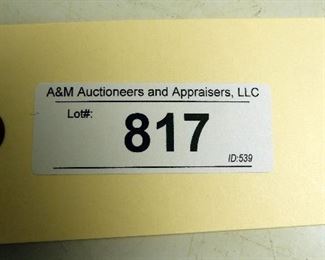 A&M Auctioneers and Appraisers, LLC
Lot#:
817
ID:539